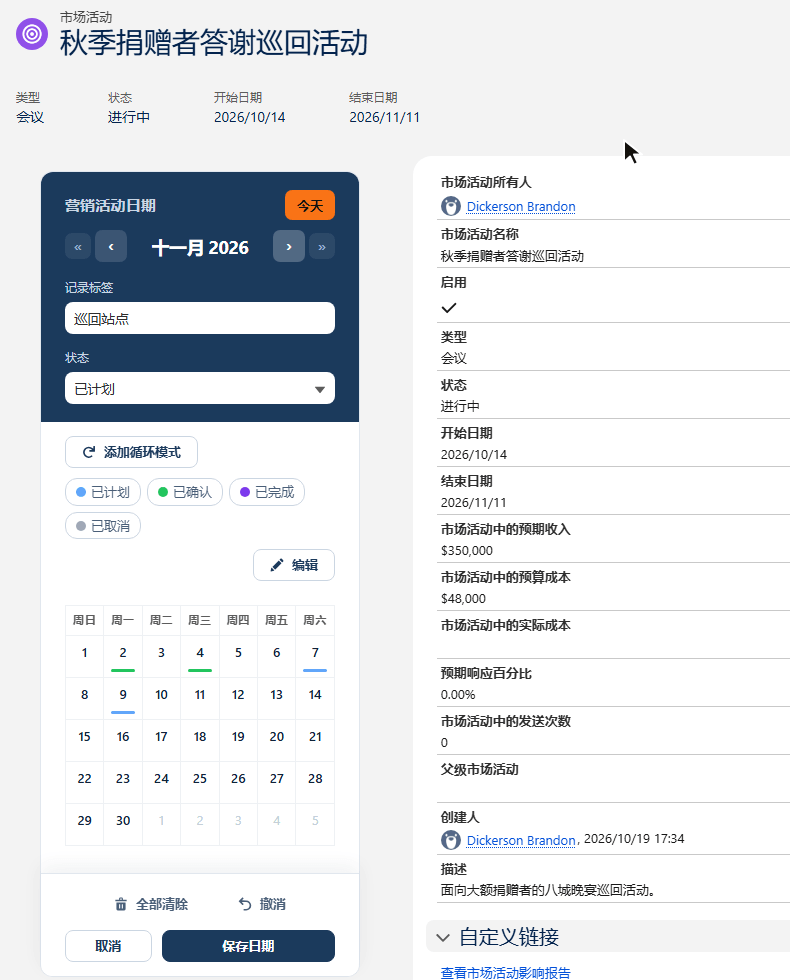 市场活动
秋季捐赠者答谢巡回活动
类型 状态 开始日期 结束日期
会议 进行中 2026/10/14 2026/11/11
营销活动日期 今天
« ‹ 十一月 2026 › »
记录标签
巡回站点
状态
已计划
添加循环模式
已计划 已确认 已完成
已取消
编辑
周日 周一 周二 周三 周四 周五 周六
1 2 3 4 5 6 7
8 9 10 11 12 13 14
15 16 17 18 19 20 21
22 23 24 25 26 27 28
29 30 1 2 3 4 5
全部清除 撤消
取消 保存日期
市场活动所有人
Dickerson Brandon
市场活动名称
秋季捐赠者答谢巡回活动
启用
类型
会议
状态
进行中
开始日期
2026/10/14
结束日期
2026/11/11
市场活动中的预期收入
$350,000
市场活动中的预算成本
$48,000
市场活动中的实际成本
预期响应百分比
0.00%
市场活动中的发送次数
0
父级市场活动
创建人
Dickerson Brandon, 2026/10/19 17:34
描述
面向大额捐赠者的八城晚宴巡回活动。
自定义链接
查看市场活动影响报告